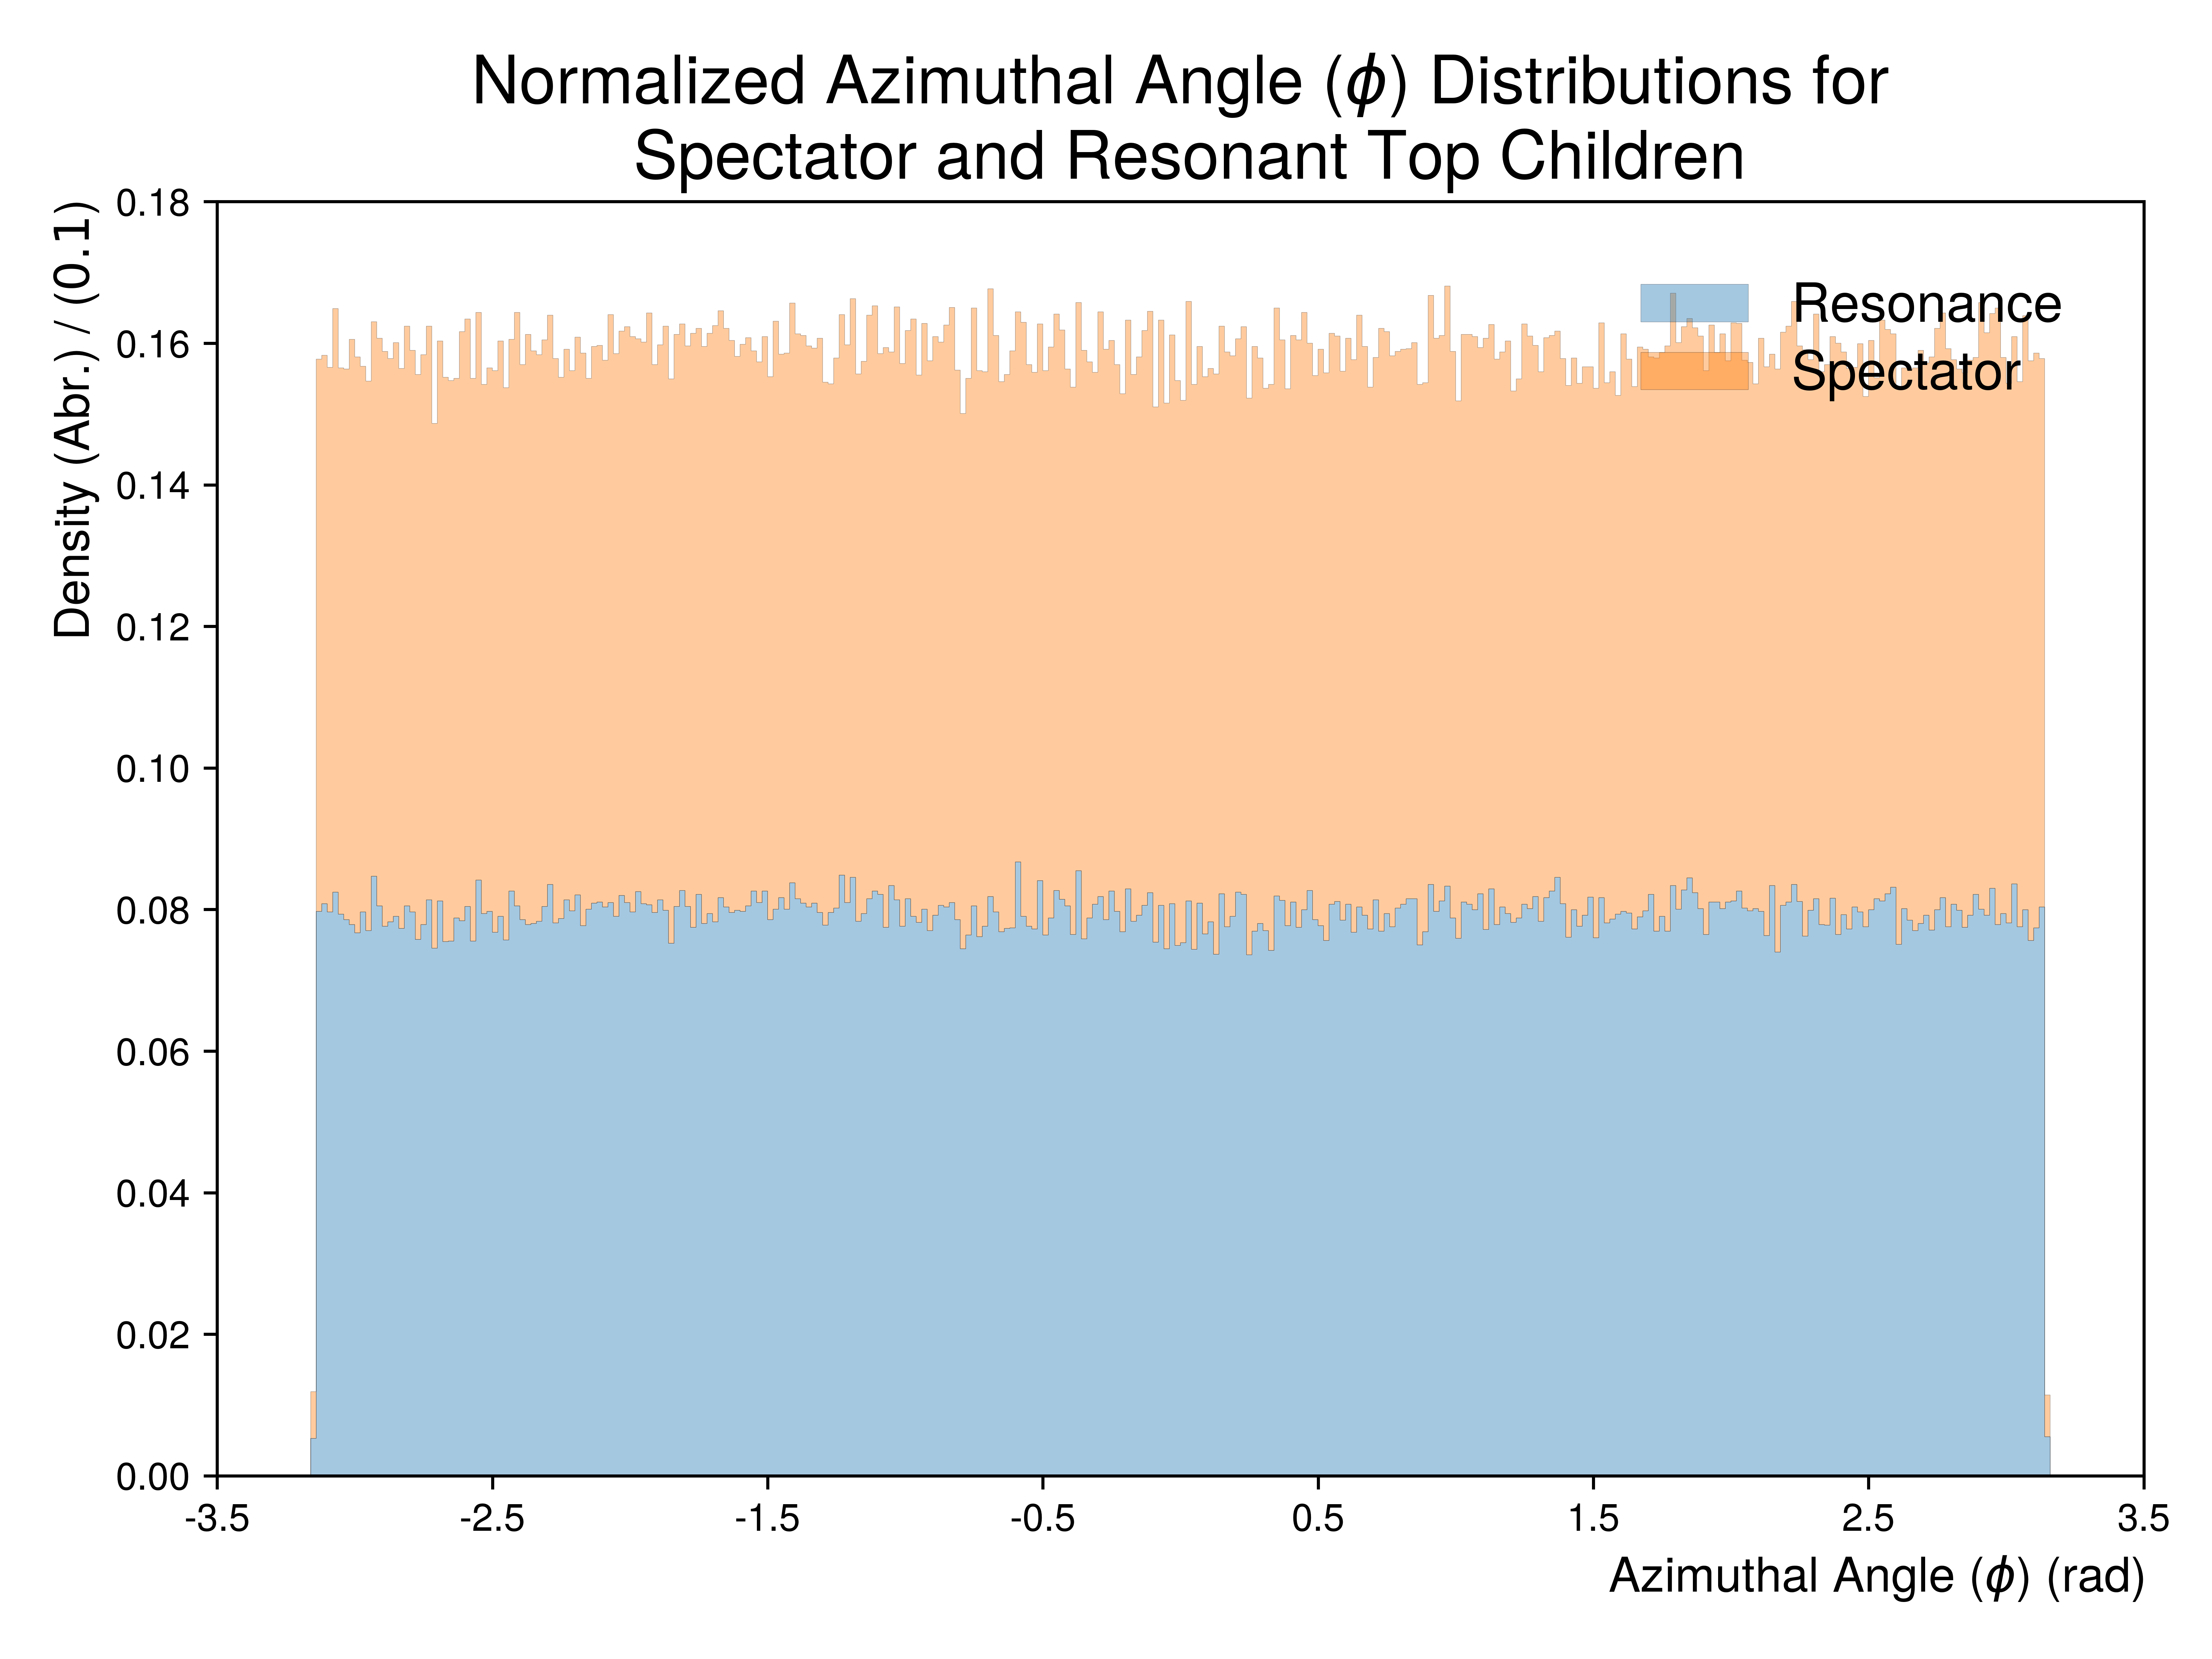 Normalized Azimuthal Angle (ϕ) Distributions for
Spectator and Resonant Top Children
Density (Abr.) / (0.1)
0.18
0.16
0.14
0.12
0.10
0.08
0.06
0.04
0.02
0.00
Resonance
Spectator
-3.5 -2.5 -1.5 -0.5 0.5 1.5 2.5 3.5
Azimuthal Angle (ϕ) (rad)